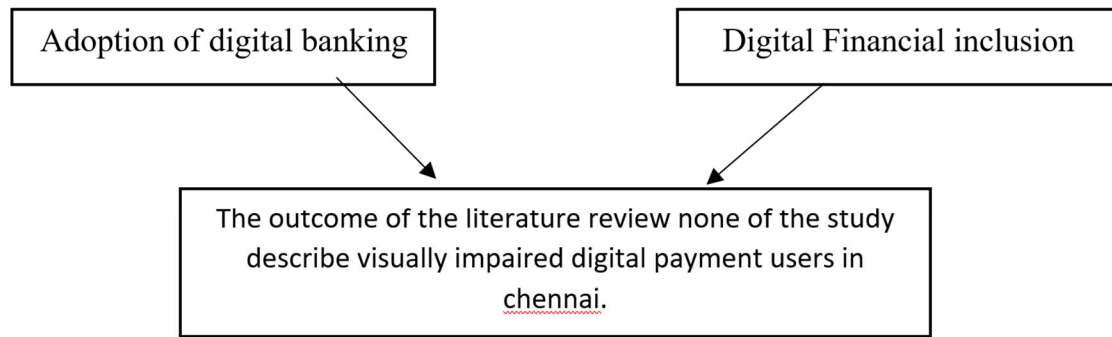 Adoption of digital banking
Digital Financial inclusion
The outcome of the literature review none of the study
describe visually impaired digital payment users in
chennai.